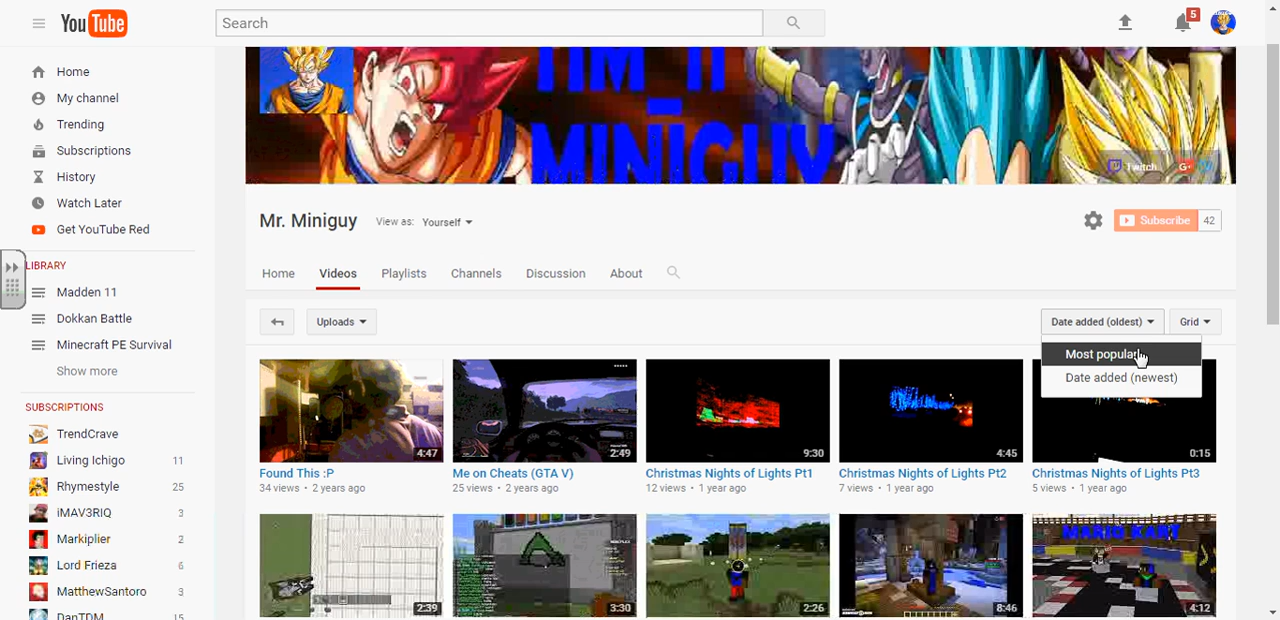 YouTube
Search
5
Home
My channel
Trending
Subscriptions
History
Watch Later
Get YouTube Red
LIBRARY
Madden 11
Dokkan Battle
Minecraft PE Survival
Show more
SUBSCRIPTIONS
TrendCrave
Living Ichigo 11
Rhymestyle 25
iMAV3RIQ 3
Markiplier 2
Lord Frieza 6
MatthewSantoro 3
DanTDM 15
MINIGUY
Twitch
G+
Mr. Miniguy
View as: Yourself
Subscribe 42
Home Videos Playlists Channels Discussion About
Uploads
Date added (oldest)
Grid
Most popular
Date added (newest)
4:47
2:49
9:30
4:45
0:15
Found This :P
34 views • 2 years ago
Me on Cheats (GTA V)
25 views • 2 years ago
Christmas Nights of Lights Pt1
12 views • 1 year ago
Christmas Nights of Lights Pt2
7 views • 1 year ago
Christmas Nights of Lights Pt3
5 views • 1 year ago
MARIO KART
2:39
3:30
2:26
8:46
4:12